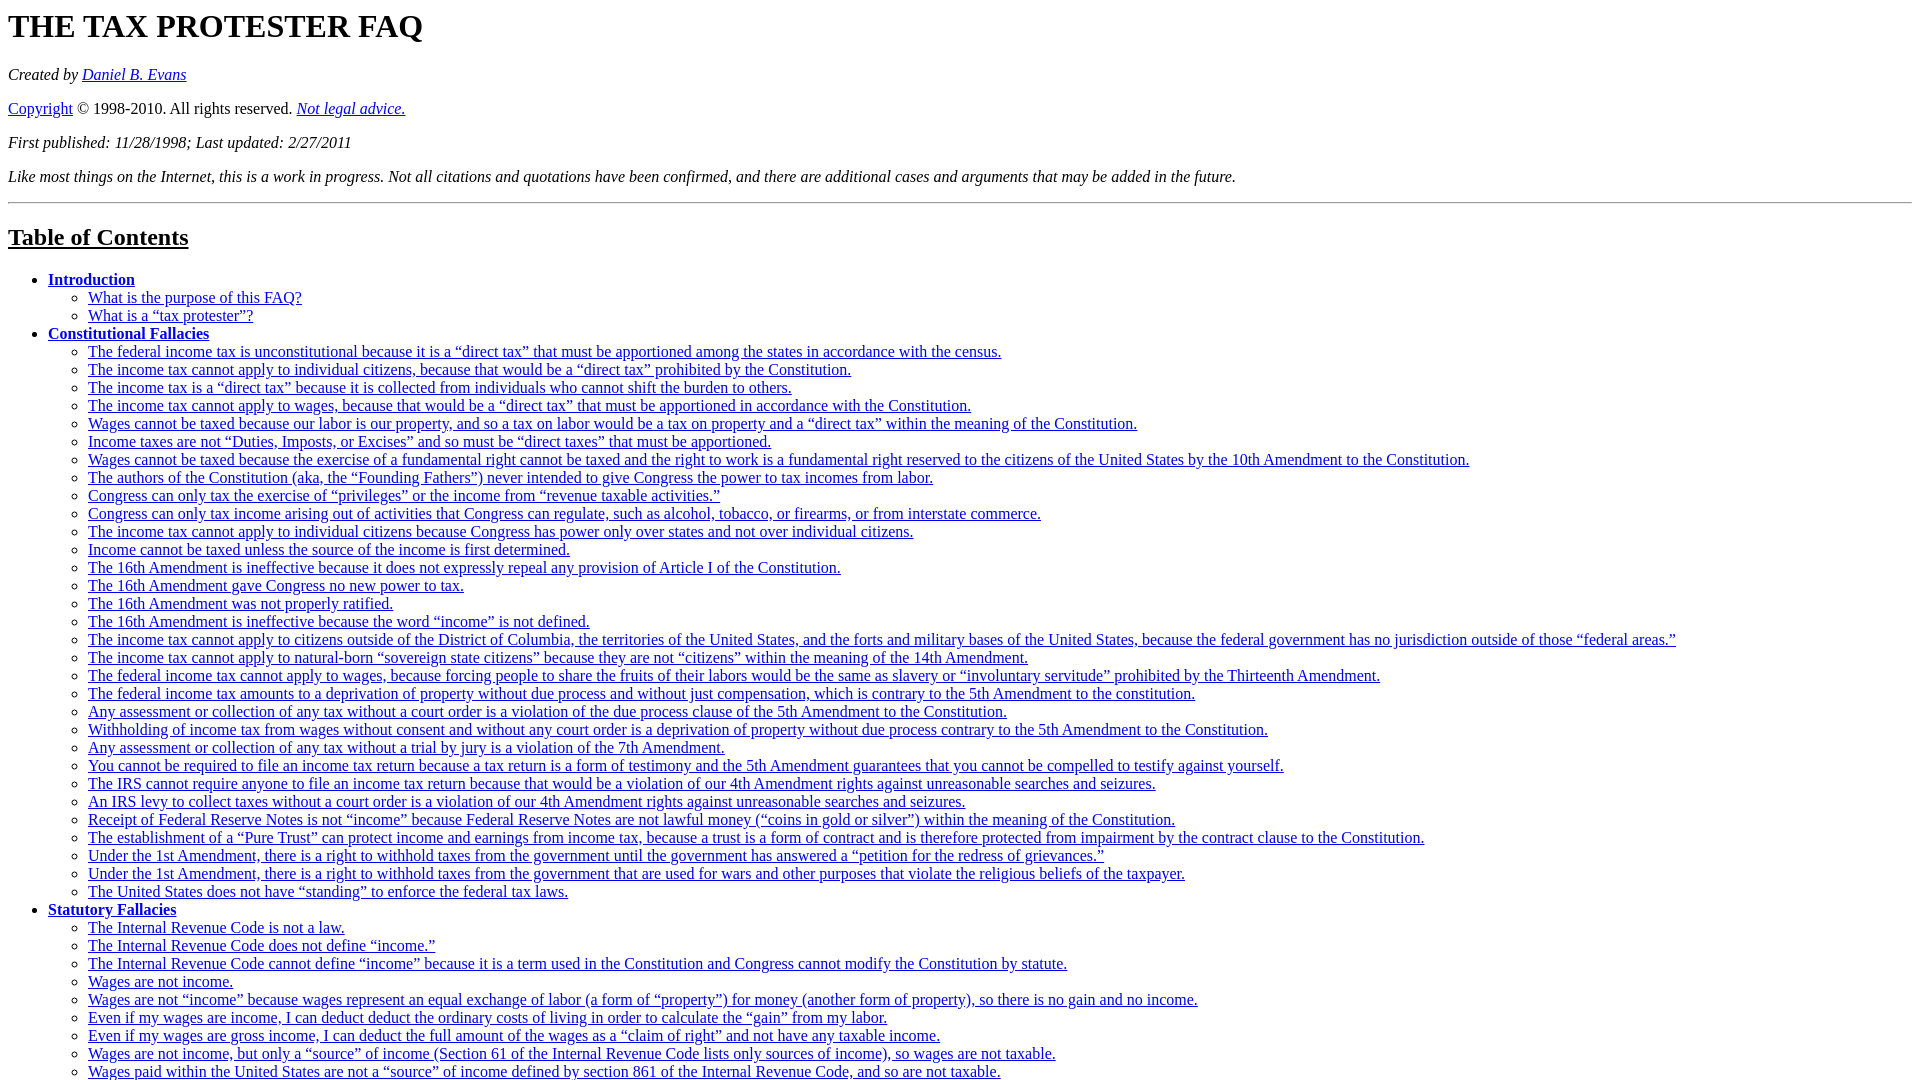 THE TAX PROTESTER FAQ
Created by Daniel B. Evans
Copyright © 1998-2010. All rights reserved. Not legal advice.
First published: 11/28/1998; Last updated: 2/27/2011
Like most things on the Internet, this is a work in progress. Not all citations and quotations have been confirmed, and there are additional cases and arguments that may be added in the future.
Table of Contents
Introduction
What is the purpose of this FAQ?
What is a “tax protester”?
Constitutional Fallacies
The federal income tax is unconstitutional because it is a “direct tax” that must be apportioned among the states in accordance with the census.
The income tax cannot apply to individual citizens, because that would be a “direct tax” prohibited by the Constitution.
The income tax is a “direct tax” because it is collected from individuals who cannot shift the burden to others.
The income tax cannot apply to wages, because that would be a “direct tax” that must be apportioned in accordance with the Constitution.
Wages cannot be taxed because our labor is our property, and so a tax on labor would be a tax on property and a “direct tax” within the meaning of the Constitution.
Income taxes are not “Duties, Imposts, or Excises” and so must be “direct taxes” that must be apportioned.
Wages cannot be taxed because the exercise of a fundamental right cannot be taxed and the right to work is a fundamental right reserved to the citizens of the United States by the 10th Amendment to the Constitution.
The authors of the Constitution (aka, the “Founding Fathers”) never intended to give Congress the power to tax incomes from labor.
Congress can only tax the exercise of “privileges” or the income from “revenue taxable activities.”
Congress can only tax income arising out of activities that Congress can regulate, such as alcohol, tobacco, or firearms, or from interstate commerce.
The income tax cannot apply to individual citizens because Congress has power only over states and not over individual citizens.
Income cannot be taxed unless the source of the income is first determined.
The 16th Amendment is ineffective because it does not expressly repeal any provision of Article I of the Constitution.
The 16th Amendment gave Congress no new power to tax.
The 16th Amendment was not properly ratified.
The 16th Amendment is ineffective because the word “income” is not defined.
The income tax cannot apply to citizens outside of the District of Columbia, the territories of the United States, and the forts and military bases of the United States, because the federal government has no jurisdiction outside of those “federal areas.”
The income tax cannot apply to natural-born “sovereign state citizens” because they are not “citizens” within the meaning of the 14th Amendment.
The federal income tax cannot apply to wages, because forcing people to share the fruits of their labors would be the same as slavery or “involuntary servitude” prohibited by the Thirteenth Amendment.
The federal income tax amounts to a deprivation of property without due process and without just compensation, which is contrary to the 5th Amendment to the constitution.
Any assessment or collection of any tax without a court order is a violation of the due process clause of the 5th Amendment to the Constitution.
Withholding of income tax from wages without consent and without any court order is a deprivation of property without due process contrary to the 5th Amendment to the Constitution.
Any assessment or collection of any tax without a trial by jury is a violation of the 7th Amendment.
You cannot be required to file an income tax return because a tax return is a form of testimony and the 5th Amendment guarantees that you cannot be compelled to testify against yourself.
The IRS cannot require anyone to file an income tax return because that would be a violation of our 4th Amendment rights against unreasonable searches and seizures.
An IRS levy to collect taxes without a court order is a violation of our 4th Amendment rights against unreasonable searches and seizures.
Receipt of Federal Reserve Notes is not “income” because Federal Reserve Notes are not lawful money (“coins in gold or silver”) within the meaning of the Constitution.
The establishment of a “Pure Trust” can protect income and earnings from income tax, because a trust is a form of contract and is therefore protected from impairment by the contract clause to the Constitution.
Under the 1st Amendment, there is a right to withhold taxes from the government until the government has answered a “petition for the redress of grievances.”
Under the 1st Amendment, there is a right to withhold taxes from the government that are used for wars and other purposes that violate the religious beliefs of the taxpayer.
The United States does not have “standing” to enforce the federal tax laws.
Statutory Fallacies
The Internal Revenue Code is not a law.
The Internal Revenue Code does not define “income.”
The Internal Revenue Code cannot define “income” because it is a term used in the Constitution and Congress cannot modify the Constitution by statute.
Wages are not income.
Wages are not “income” because wages represent an equal exchange of labor (a form of “property”) for money (another form of property), so there is no gain and no income.
Even if my wages are income, I can deduct deduct the ordinary costs of living in order to calculate the “gain” from my labor.
Even if my wages are gross income, I can deduct the full amount of the wages as a “claim of right” and not have any taxable income.
Wages are not income, but only a “source” of income (Section 61 of the Internal Revenue Code lists only sources of income), so wages are not taxable.
Wages paid within the United States are not a “source” of income defined by section 861 of the Internal Revenue Code, and so are not taxable.